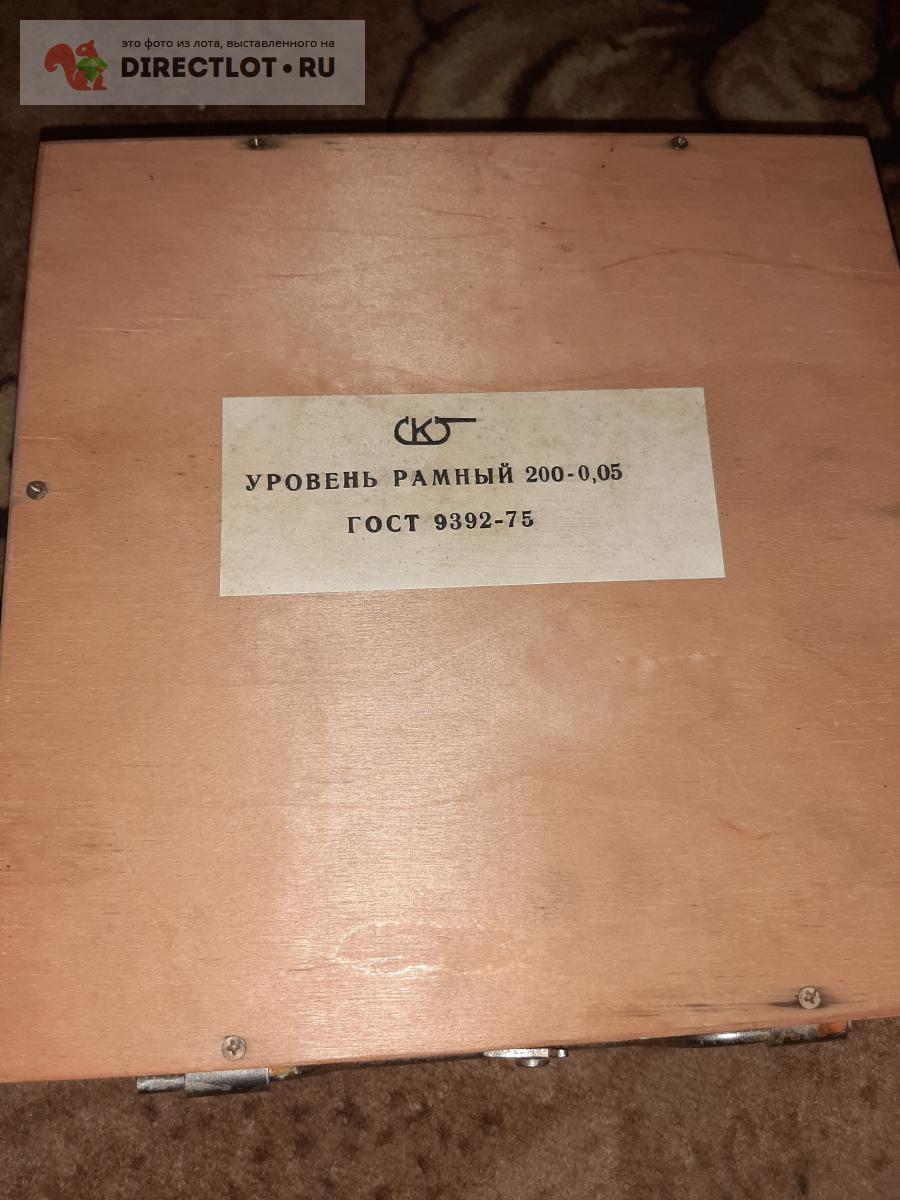 это фото из лота, выставленного на
DIRECTLOT•RU
СКБ
УРОВЕНЬ РАМНЫЙ 200-0,05
ГОСТ 9392-75